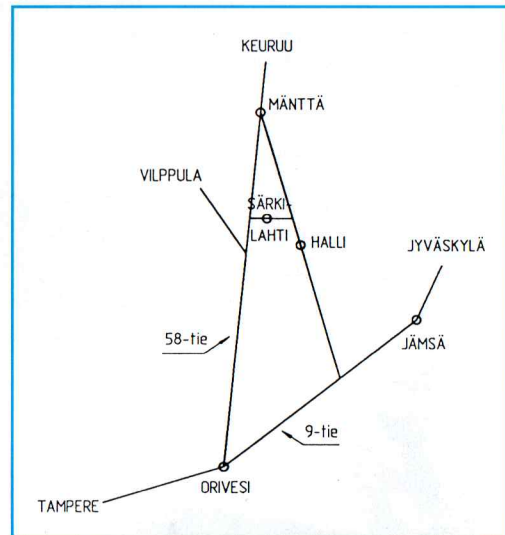 KEURUU
MÄNTTÄ
VILPPULA
SÄRKI-
LAHTI
HALLI
JYVÄSKYLÄ
58-tie
JÄMSÄ
9-tie
ORIVESI
TAMPERE